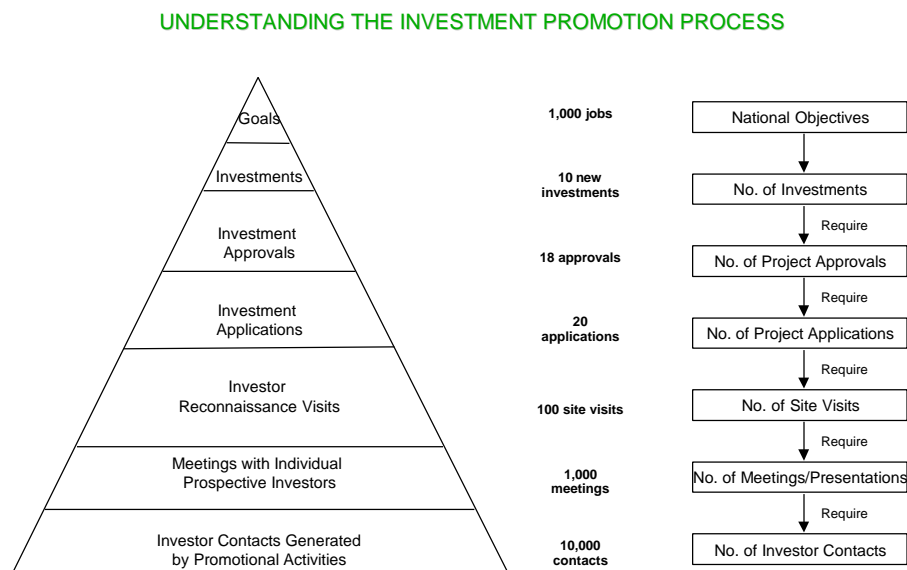 UNDERSTANDING THE INVESTMENT PROMOTION PROCESS
Goals
Investments
Investment
Approvals
Investment
Applications
Investor
Reconnaissance Visits
Meetings with Individual
Prospective Investors
Investor Contacts Generated
by Promotional Activities
1,000 jobs
10 new
investments
18 approvals
20
applications
100 site visits
1,000
meetings
10,000
contacts
National Objectives
No. of Investments
Require
No. of Project Approvals
Require
No. of Project Applications
Require
No. of Site Visits
Require
No. of Meetings/Presentations
Require
No. of Investor Contacts